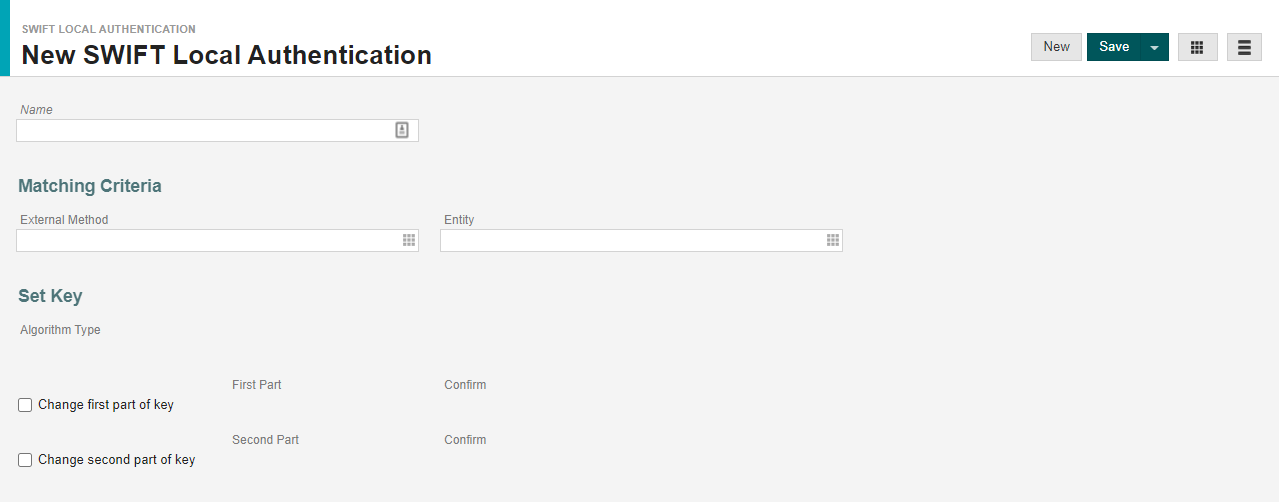 SWIFT LOCAL AUTHENTICATION
New SWIFT Local Authentication
New Save
Name
Matching Criteria
External Method Entity
Set Key
Algorithm Type
First Part Confirm
Change first part of key
Second Part Confirm
Change second part of key